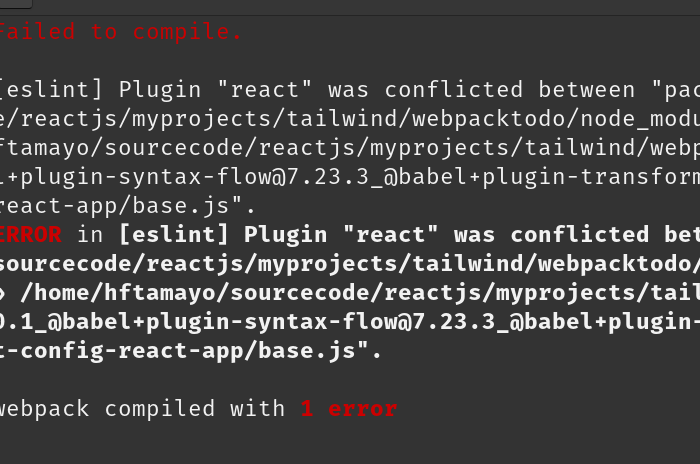 Failed to compile.
[eslint] Plugin "react" was conflicted between "pac
e/reactjs/myprojects/tailwind/webpacktodo/node_modu
ftamayo/sourcecode/reactjs/myprojects/tailwind/webp
l+plugin-syntax-flow@7.23.3_@babel+plugin-transform
react-app/base.js".
ERROR in [eslint] Plugin "react" was conflicted bet
sourcecode/reactjs/myprojects/tailwind/webpacktodo/
» /home/hftamayo/sourcecode/reactjs/myprojects/tail
0.1_@babel+plugin-syntax-flow@7.23.3_@babel+plugin-
t-config-react-app/base.js".
webpack compiled with 1 error